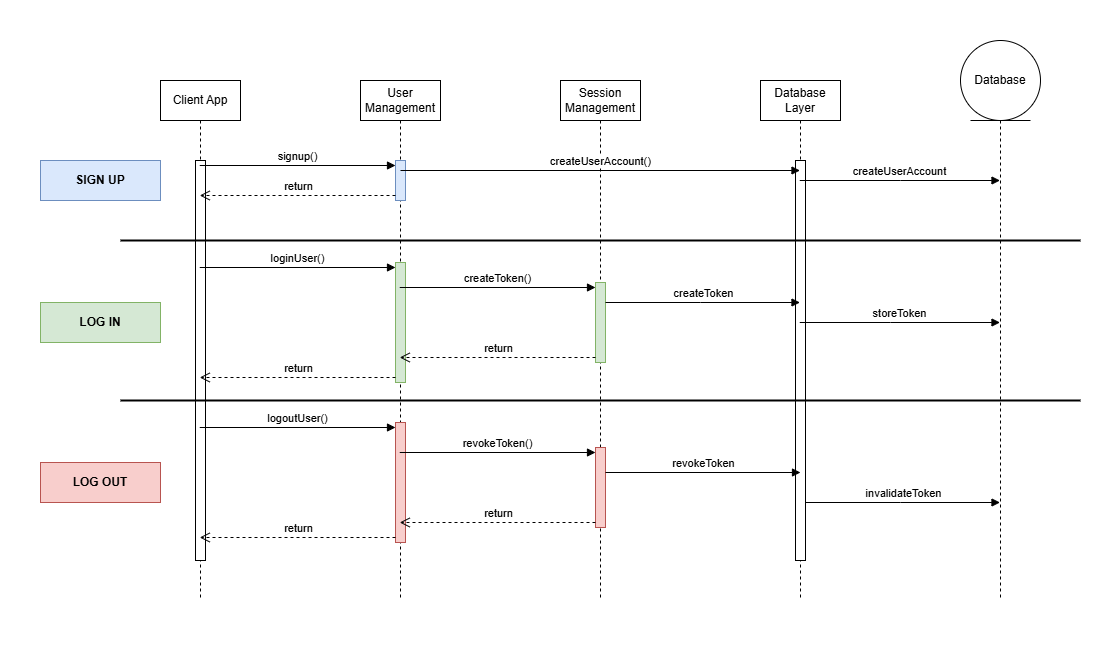 Client App
User
Management
Session
Management
Database
Layer
Database
SIGN UP
signup()
createUserAccount()
createUserAccount
return
loginUser()
createToken()
createToken
LOG IN
storeToken
return
return
logoutUser()
revokeToken()
revokeToken
LOG OUT
invalidateToken
return
return